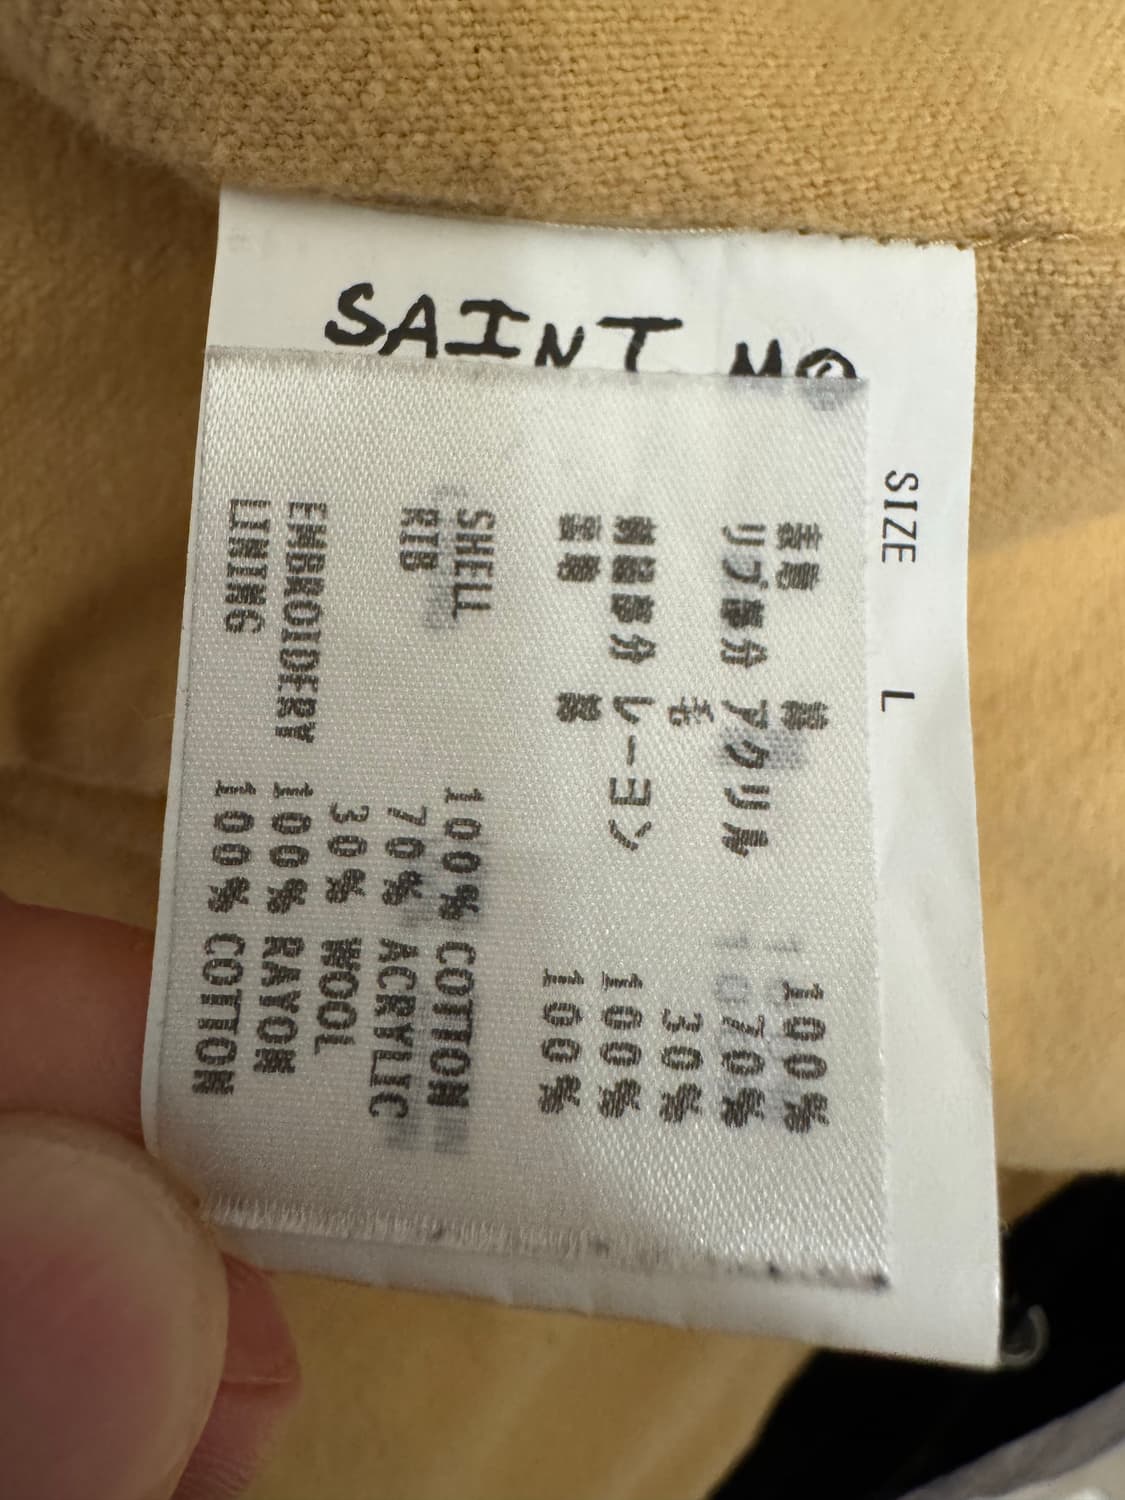 SAINT M
SIZE L
表地 綿 100%
リブ部分 アクリル 70%
毛 30%
刺繍部分 レーヨン 100%
裏地 綿 100%
SHELL 100% COTTON
RIB 70% ACRYLIC
30% WOOL
EMBROIDERY 100% RAYON
LINING 100% COTTON